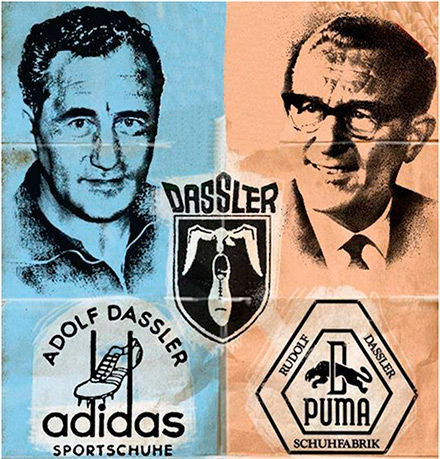 DASSLER
ADOLF DASSLER
adidas
SPORTSCHUHE
RUDOLF DASSLER
D
PUMA
SCHUHFABRIK